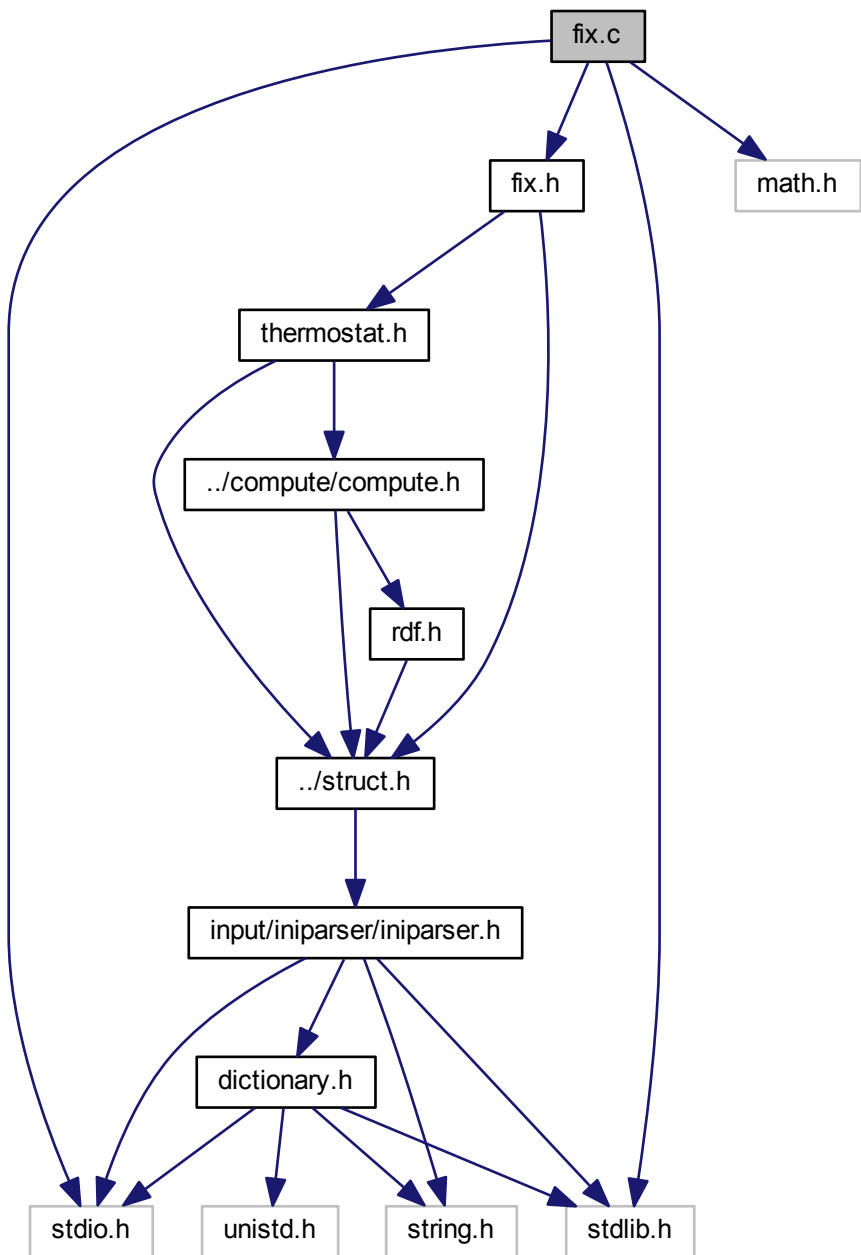 fix.c
fix.h
math.h
thermostat.h
../compute/compute.h
rdf.h
../struct.h
input/iniparser/iniparser.h
dictionary.h
stdio.h
unistd.h
string.h
stdlib.h